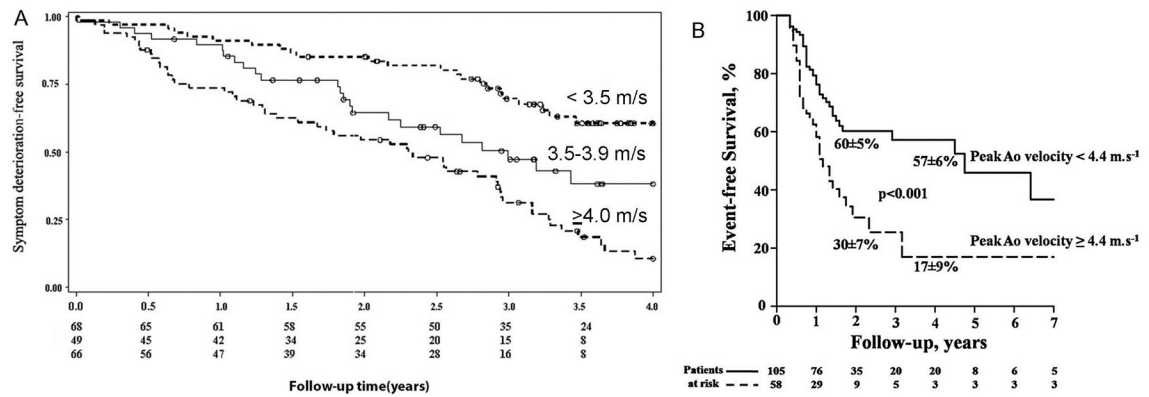 A
Symptom deterioration-free survival
1.00
0.75
0.50
0.25
0.00
< 3.5 m/s
3.5-3.9 m/s
≥4.0 m/s
0.0 0.5 1.0 1.5 2.0 2.5 3.0 3.5 4.0
68 65 61 58 55 50 35 24
49 45 42 34 25 20 15 8
66 56 47 39 34 28 16 8
Follow-up time(years)
B
Event-free Survival, %
100
80
60
40
20
0
60±5%
57±6%
Peak Ao velocity < 4.4 m.s-1
p<0.001
30±7%
17±9%
Peak Ao velocity ≥ 4.4 m.s-1
0 1 2 3 4 5 6 7
Follow-up, years
Patients 105 76 35 20 20 8 6 5
at risk 58 29 9 5 3 3 3 3